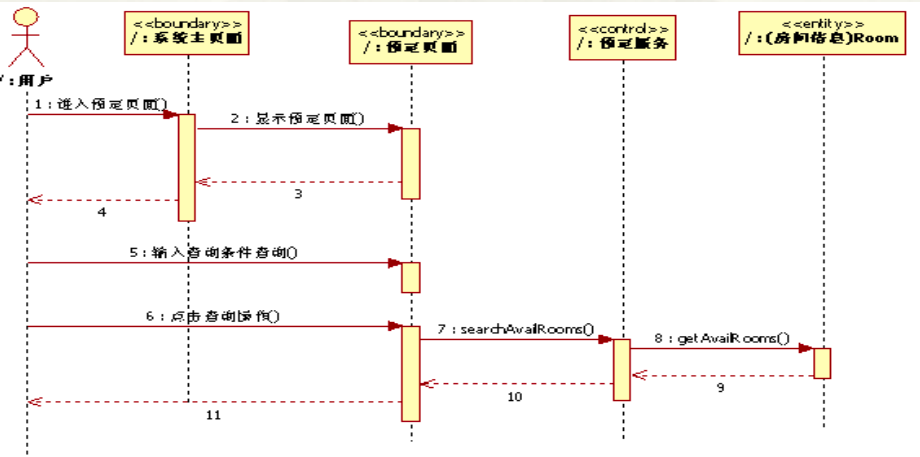 <<boundary>>
/ : 系统主页面
<<boundary>>
/ : 预定页面
<<control>>
/ : 预定服务
<<entity>>
/ :(房间信息)Room
/ : 用户
1 : 进入预定页面()
2 : 显示预定页面()
3
4
5 : 输入查询条件查询()
6 : 点击查询操作()
7 : searchAvailRooms()
8 : getAvailRooms()
9
10
11